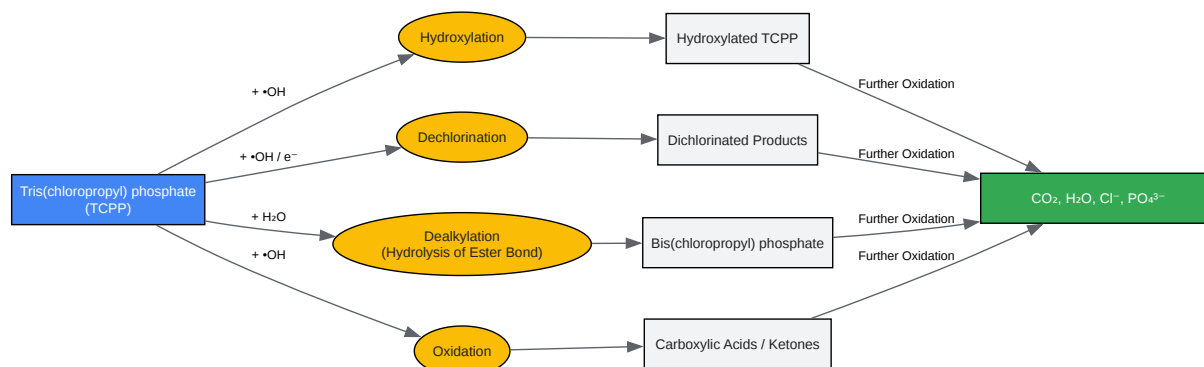 Hydroxylation
Hydroxylated TCPP
Further Oxidation
+ •OH
Dechlorination
Dichlorinated Products
+ •OH / e⁻
Further Oxidation
Tris(chloropropyl) phosphate
(TCPP)
CO₂, H₂O, Cl⁻, PO₄³⁻
+ H₂O
Further Oxidation
Dealkylation
(Hydrolysis of Ester Bond)
Bis(chloropropyl) phosphate
+ •OH
Further Oxidation
Oxidation
Carboxylic Acids / Ketones